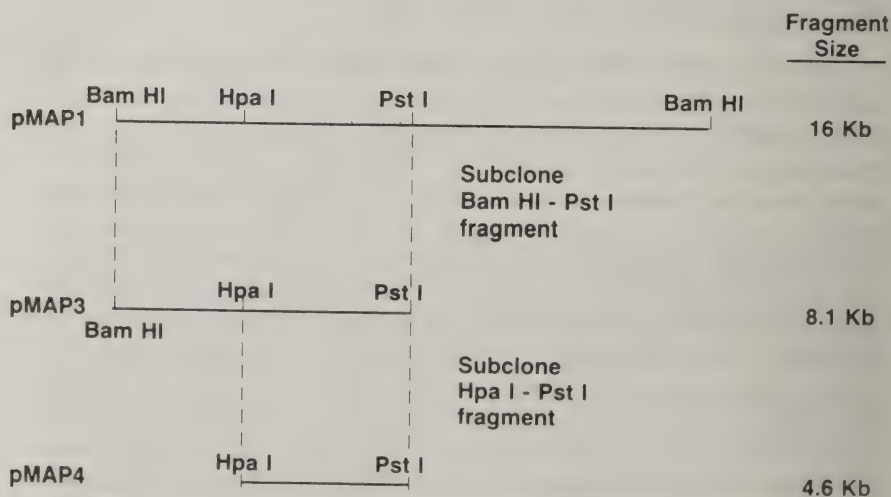 Fragment
Size
Bam HI Hpa I Pst I Bam HI
pMAP1 16 Kb
Subclone
Bam HI - Pst I
fragment
Hpa I Pst I
pMAP3 8.1 Kb
Bam HI
Subclone
Hpa I - Pst I
fragment
Hpa I Pst I
pMAP4 4.6 Kb